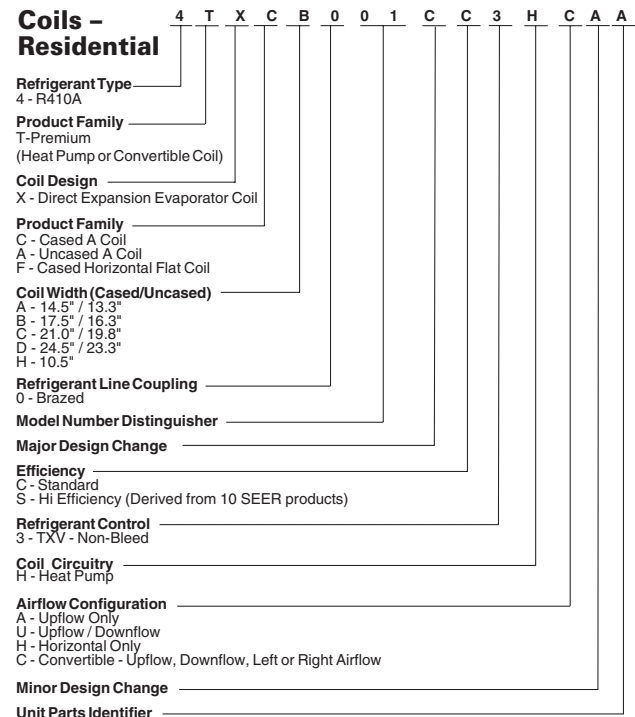 Coils –
Residential
4 T X C B 0 0 1 C C 3 H C A A
Refrigerant Type
4 - R410A
Product Family
T-Premium
(Heat Pump or Convertible Coil)
Coil Design
X - Direct Expansion Evaporator Coil
Product Family
C - Cased A Coil
A - Uncased A Coil
F - Cased Horizontal Flat Coil
Coil Width (Cased/Uncased)
A - 14.5" / 13.3"
B - 17.5" / 16.3"
C - 21.0" / 19.8"
D - 24.5" / 23.3"
H - 10.5"
Refrigerant Line Coupling
0 - Brazed
Model Number Distinguisher
Major Design Change
Efficiency
C - Standard
S - Hi Efficiency (Derived from 10 SEER products)
Refrigerant Control
3 - TXV - Non-Bleed
Coil Circuitry
H - Heat Pump
Airflow Configuration
A - Upflow Only
U - Upflow / Downflow
H - Horizontal Only
C - Convertible - Upflow, Downflow, Left or Right Airflow
Minor Design Change
Unit Parts Identifier